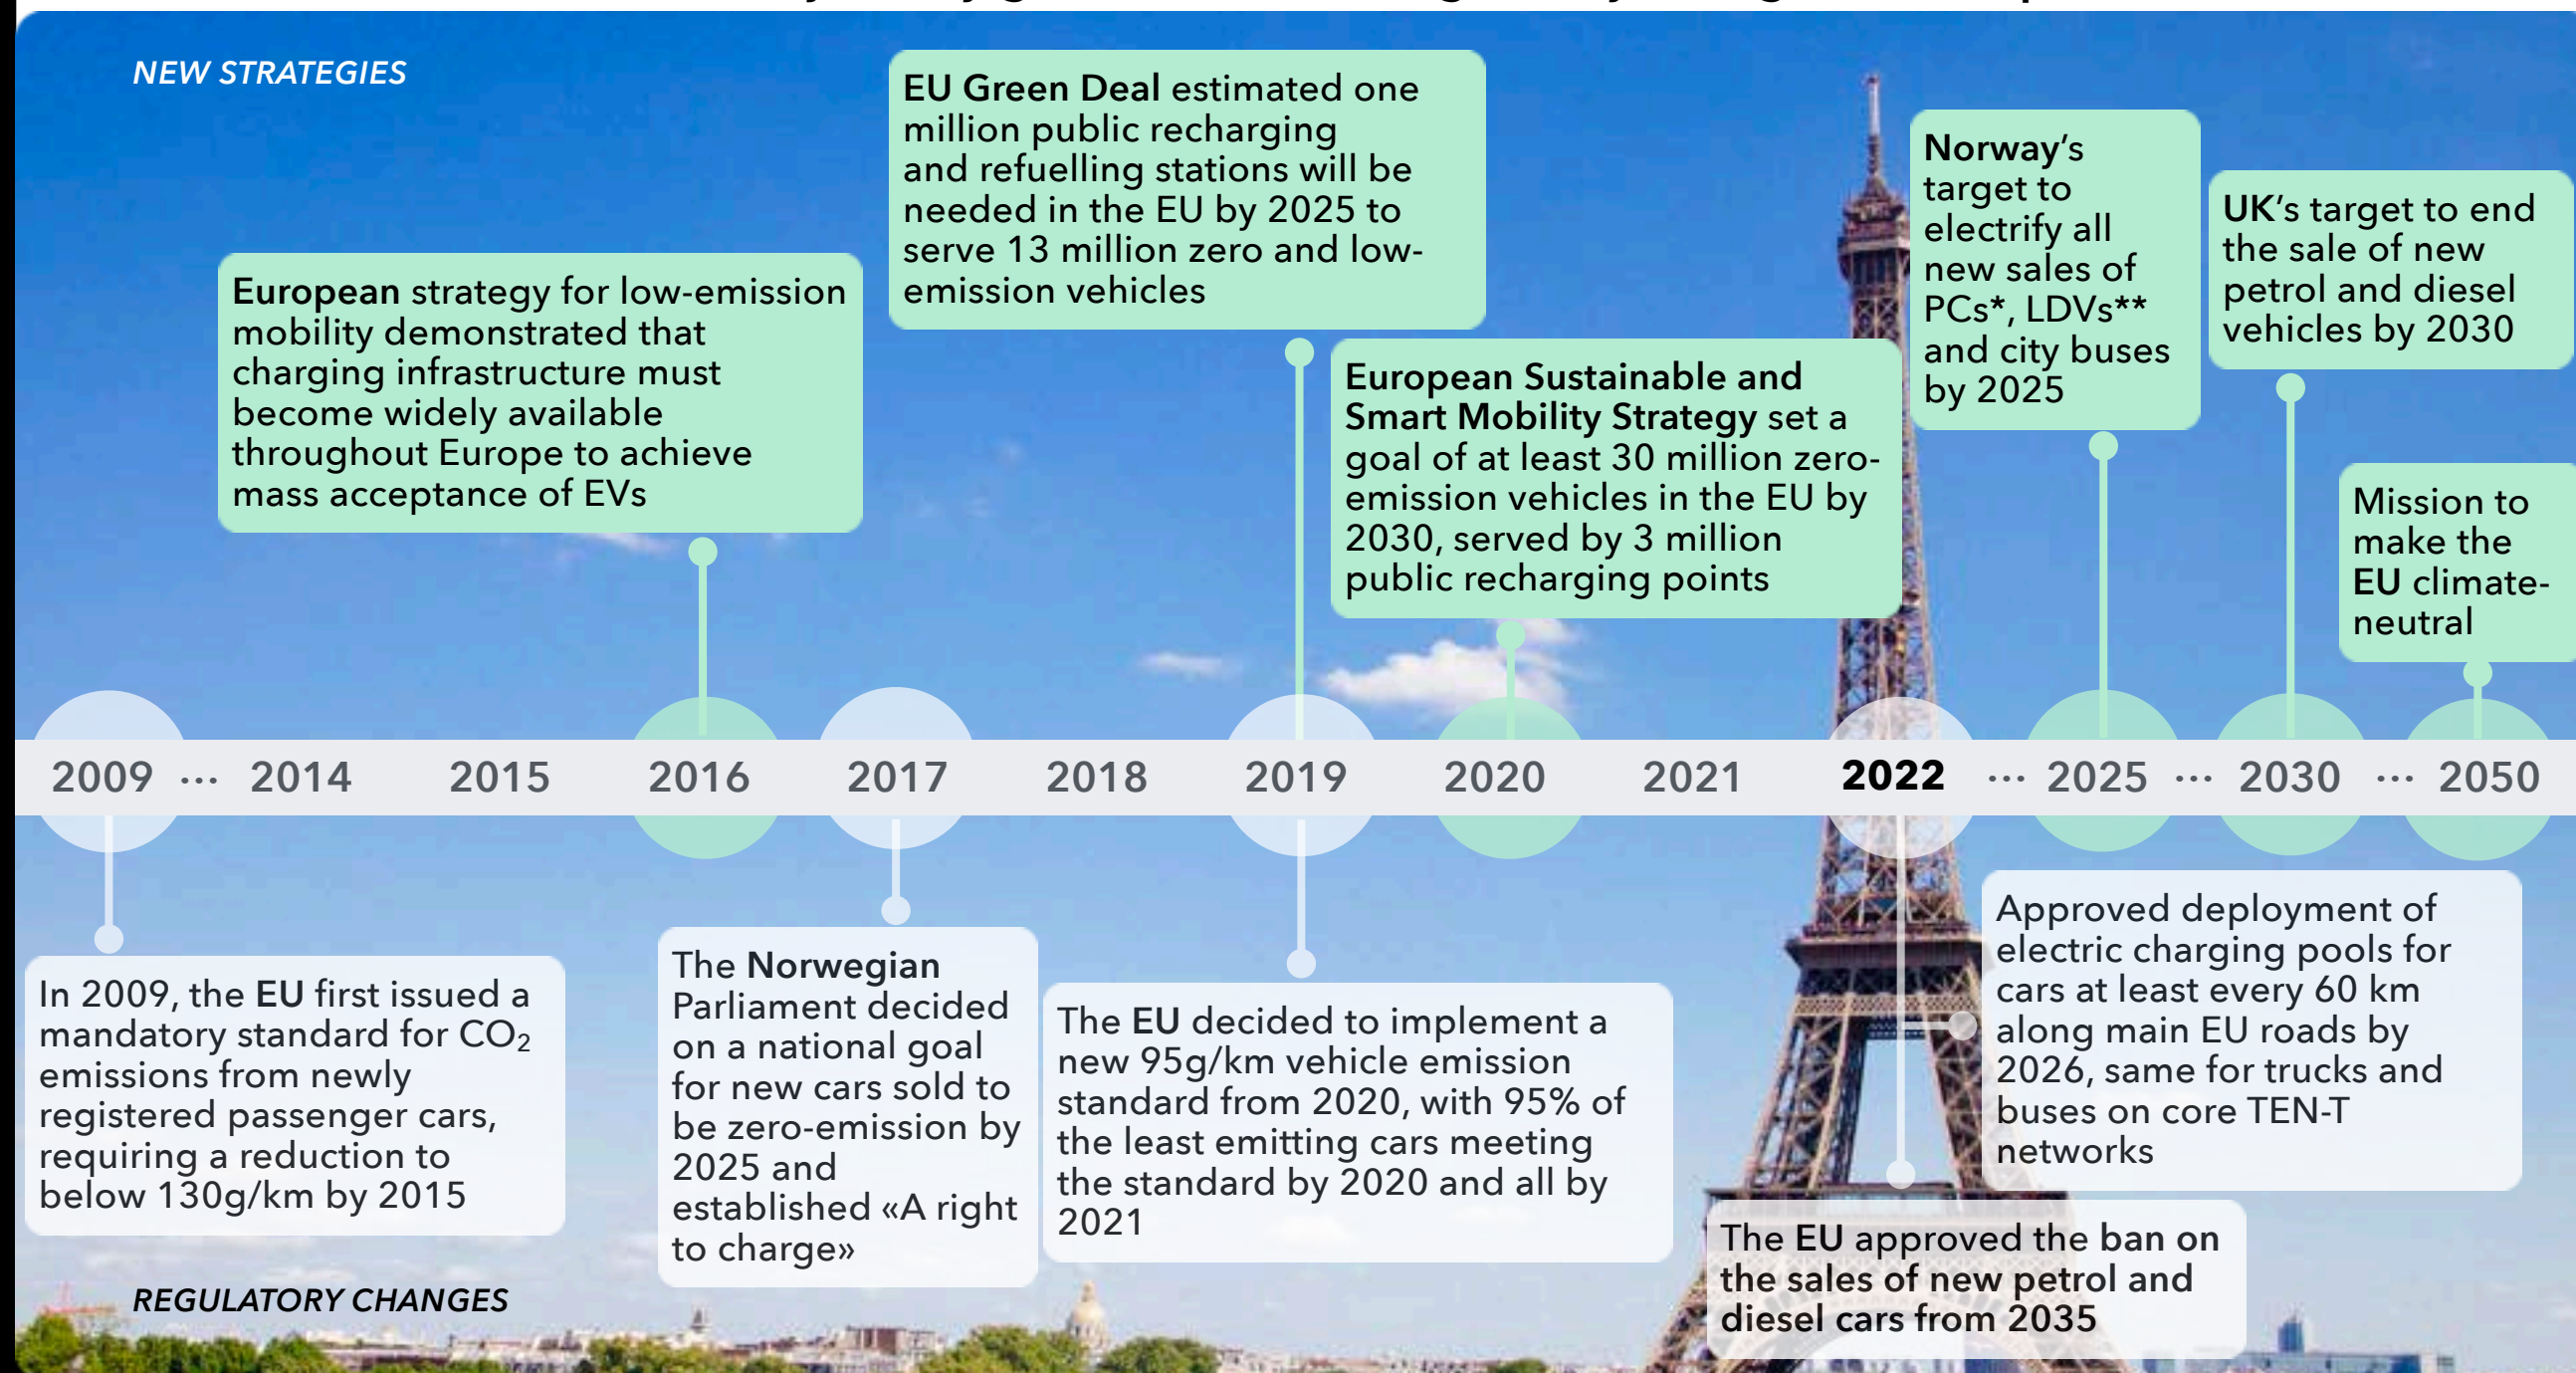 NEW STRATEGIES
EU Green Deal estimated one
million public recharging
and refuelling stations will be
needed in the EU by 2025 to
serve 13 million zero and low-
emission vehicles
Norway's
target to
electrify all
new sales of
PCs*, LDVs**
and city buses
by 2025
UK's target to end
the sale of new
petrol and diesel
vehicles by 2030
European strategy for low-emission
mobility demonstrated that
charging infrastructure must
become widely available
throughout Europe to achieve
mass acceptance of EVs
European Sustainable and
Smart Mobility Strategy set a
goal of at least 30 million zero-
emission vehicles in the EU by
2030, served by 3 million
public recharging points
Mission to
make the
EU climate-
neutral
2009 ... 2014 2015 2016 2017 2018 2019 2020 2021 2022 ... 2025 ... 2030 ... 2050
In 2009, the EU first issued a
mandatory standard for CO₂
emissions from newly
registered passenger cars,
requiring a reduction to
below 130g/km by 2015
The Norwegian
Parliament decided
on a national goal
for new cars sold to
be zero-emission by
2025 and
established «A right
to charge»
The EU decided to implement a
new 95g/km vehicle emission
standard from 2020, with 95% of
the least emitting cars meeting
the standard by 2020 and all by
2021
Approved deployment of
electric charging pools for
cars at least every 60 km
along main EU roads by
2026, same for trucks and
buses on core TEN-T
networks
The EU approved the ban on
the sales of new petrol and
diesel cars from 2035
REGULATORY CHANGES